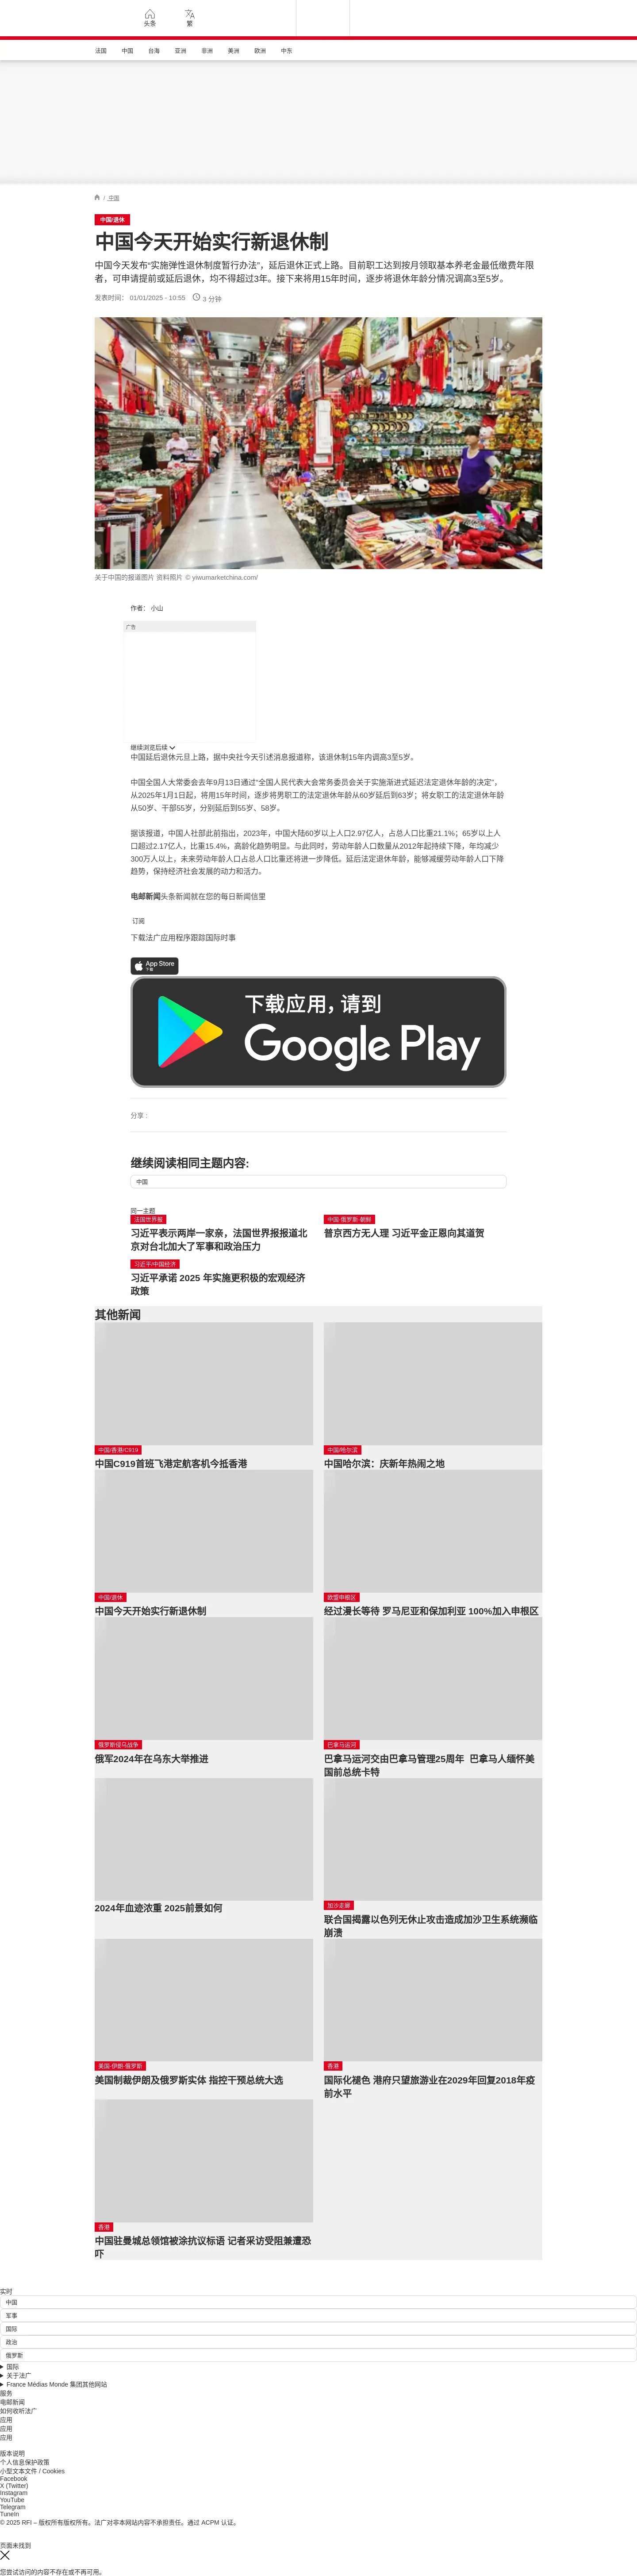 头条
繁
法国 中国 台海 亚洲 非洲 美洲 欧洲 中东
/ 中国
中国/退休
中国今天开始实行新退休制
中国今天发布“实施弹性退休制度暂行办法”，延后退休正式上路。目前职工达到按月领取基本养老金最低缴费年限
者，可申请提前或延后退休，均不得超过3年。接下来将用15年时间，逐步将退休年龄分情况调高3至5岁。
发表时间： 01/01/2025 - 10:55 3 分钟
关于中国的报道图片 资料照片 © yiwumarketchina.com/
作者： 小山
广告
继续浏览后续
中国延后退休元旦上路，据中央社今天引述消息报道称，该退休制15年内调高3至5岁。
中国全国人大常委会去年9月13日通过“全国人民代表大会常务委员会关于实施渐进式延迟法定退休年龄的决定”，
从2025年1月1日起，将用15年时间，逐步将男职工的法定退休年龄从60岁延后到63岁；将女职工的法定退休年龄
从50岁、干部55岁，分别延后到55岁、58岁。
据该报道，中国人社部此前指出，2023年，中国大陆60岁以上人口2.97亿人，占总人口比重21.1%；65岁以上人
口超过2.17亿人，比重15.4%，高龄化趋势明显。与此同时，劳动年龄人口数量从2012年起持续下降，年均减少
300万人以上，未来劳动年龄人口占总人口比重还将进一步降低。延后法定退休年龄，能够减缓劳动年龄人口下降
趋势，保持经济社会发展的动力和活力。
电邮新闻头条新闻就在您的每日新闻信里
订阅
下载法广应用程序跟踪国际时事
App Store
下载
下载应用，请到
Google Play
分享 :
继续阅读相同主题内容:
中国
同一主题
法国世界报
习近平表示两岸一家亲，法国世界报报道北
京对台北加大了军事和政治压力
中国·俄罗斯·朝鲜
普京西方无人理 习近平金正恩向其道贺
习近平/中国经济
习近平承诺 2025 年实施更积极的宏观经济
政策
其他新闻
中国/香港/C919
中国C919首班飞港定航客机今抵香港
中国/哈尔滨
中国哈尔滨：庆新年热闹之地
中国/退休
中国今天开始实行新退休制
欧盟申根区
经过漫长等待 罗马尼亚和保加利亚 100%加入申根区
俄罗斯侵乌战争
俄军2024年在乌东大举推进
巴拿马运河
巴拿马运河交由巴拿马管理25周年 巴拿马人缅怀美
国前总统卡特
2024年血迹浓重 2025前景如何
加沙走廊
联合国揭露以色列无休止攻击造成加沙卫生系统濒临
崩溃
美国-伊朗-俄罗斯
美国制裁伊朗及俄罗斯实体 指控干预总统大选
香港
国际化褪色 港府只望旅游业在2029年回复2018年疫
前水平
香港
中国驻曼城总领馆被涂抗议标语 记者采访受阻兼遭恐
吓
实时
中国
军事
国际
政治
俄罗斯
国际
关于法广
France Médias Monde 集团其他网站
服务
电邮新闻
如何收听法广
应用
应用
应用
版本说明
个人信息保护政策
小型文本文件 / Cookies
Facebook
X (Twitter)
Instagram
YouTube
Telegram
TuneIn
© 2025 RFI – 版权所有版权所有。法广对非本网站内容不承担责任。通过 ACPM 认证。
页面未找到
您尝试访问的内容不存在或不再可用。